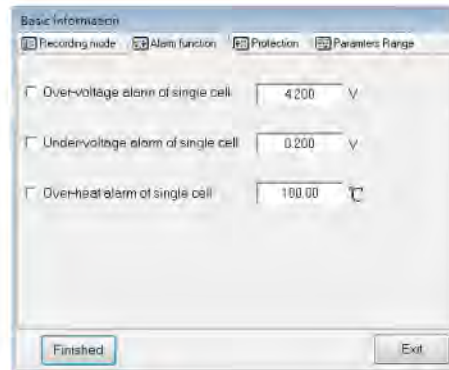 Basic Information
Recording mode Alarm function Protection Paramters Range
Over-voltage alarm of single cell 4.200 V
Under-voltage alarm of single cell 0.200 V
Over-heat alarm of single cell 100.00 ℃
Finished Exit